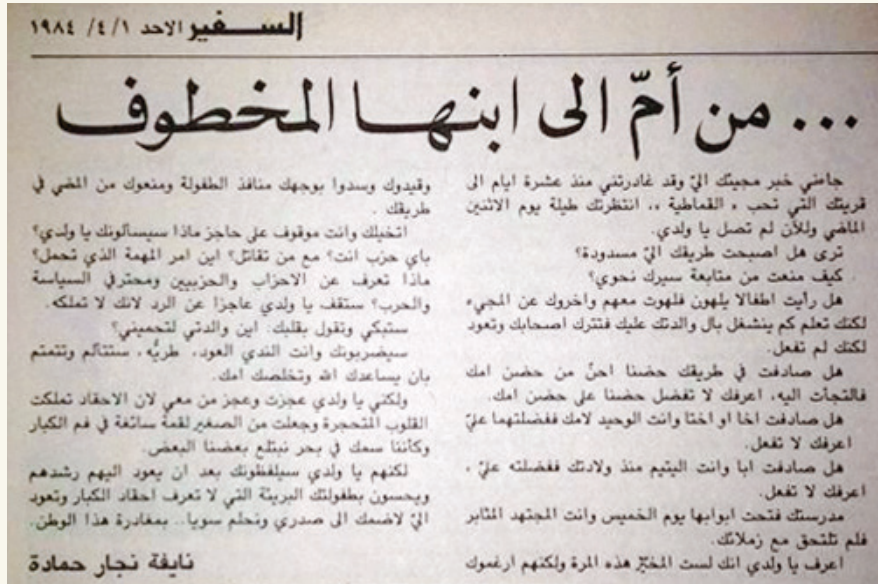 السفير الاحد ١/ ٤/ ١٩٨٤
... من أمّ الى ابنها المخطوف
جاءني خبر مجيئك اليّ وقد غادرتني منذ عشرة ايام الى
قريتك التي تحب « القماطية »، انتظرتك طيلة يوم الاثنين
الماضي وللآن لم تصل يا ولدي.
ترى هل اصبحت طريقك اليّ مسدودة؟
كيف منعت من متابعة سيرك نحوي؟
هل رأيت اطفالا يلهون فلهوت معهم واخروك عن المجيء
لكنك تعلم كم ينشغل بال والدتك عليك فتترك اصحابك وتعود
لكنك لم تفعل.
هل صادفت في طريقك حضنا احنّ من حضن امك
فالتجأت اليه، اعرفك لا تفضل حضنا على حضن امك.
هل صادفت اخا او اختا وانت الوحيد لامك ففضلتهما عليّ
اعرفك لا تفعل.
هل صادفت ابا وانت اليتيم منذ ولادتك ففضلته عليّ ،
اعرفك لا تفعل.
مدرستك فتحت ابوابها يوم الخميس وانت المجتهد المثابر
فلم تلتحق مع زملائك.
اعرف يا ولدي انك لست المخيّر هذه المرة ولكنهم ارغموك
وقيدوك وسدوا بوجهك منافذ الطفولة ومنعوك من المضي في
طريقك .
اتخيلك وانت موقوف على حاجز ماذا سيسألونك يا ولدي؟
باي حزب انت؟ مع من تقاتل؟ اين امر المهمة الذي تحمل؟
ماذا تعرف عن الاحزاب والحزبيين ومحترفي السياسة
والحرب؟ ستقف يا ولدي عاجزا عن الرد لانك لا تملكه.
ستبكي وتقول بقلبك: اين والدتي لتحميني؟
سيضربونك وانت الندي العود، طريُّه، ستتألم وتتمتم
بان يساعدك الله وتخلصك امك.
ولكني يا ولدي عجزت وعجز من معي لان الاحقاد تملكت
القلوب المتحجرة وجعلت من الصغير لقمة سائغة في فم الكبار
وكأننا سمك في بحر نبتلع بعضنا البعض.
لكنهم يا ولدي سيلفظونك بعد ان يعود اليهم رشدهم
ويحسون بطفولتك البريئة التي لا تعرف احقاد الكبار وتعود
اليّ لاضمك الى صدري ونحلم سويا.. بمغادرة هذا الوطن.
نايفة نجار حمادة